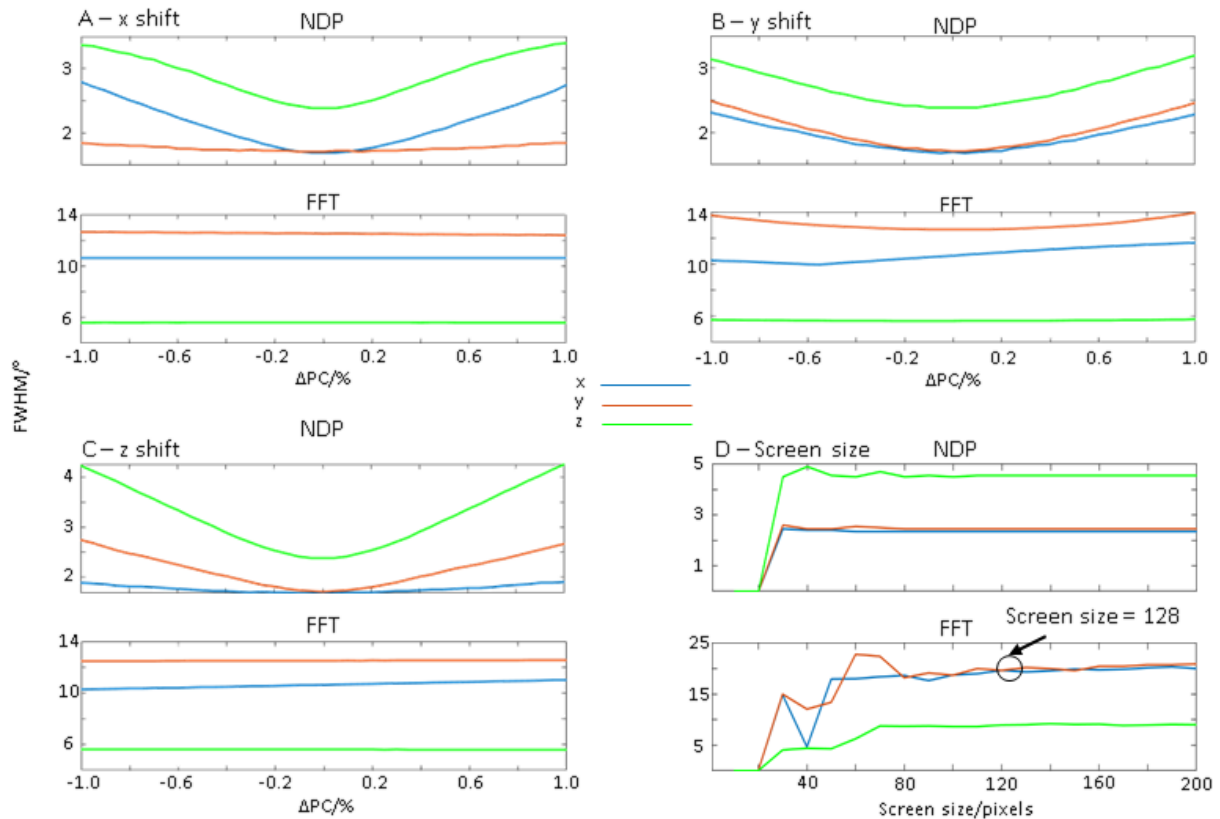 A – x shift
NDP
3
2
FFT
14
10
6
-1.0 -0.6 -0.2 0.2 0.6 1.0
ΔPC/%
B – y shift
NDP
3
2
FFT
14
10
6
-1.0 -0.6 -0.2 0.2 0.6 1.0
ΔPC/%
FWHM/°
x
y
z
C – z shift
NDP
4
3
2
FFT
14
10
6
-1.0 -0.6 -0.2 0.2 0.6 1.0
ΔPC/%
D – Screen size
NDP
5
3
1
FFT
Screen size = 128
25
15
5
40 80 120 160 200
Screen size/pixels